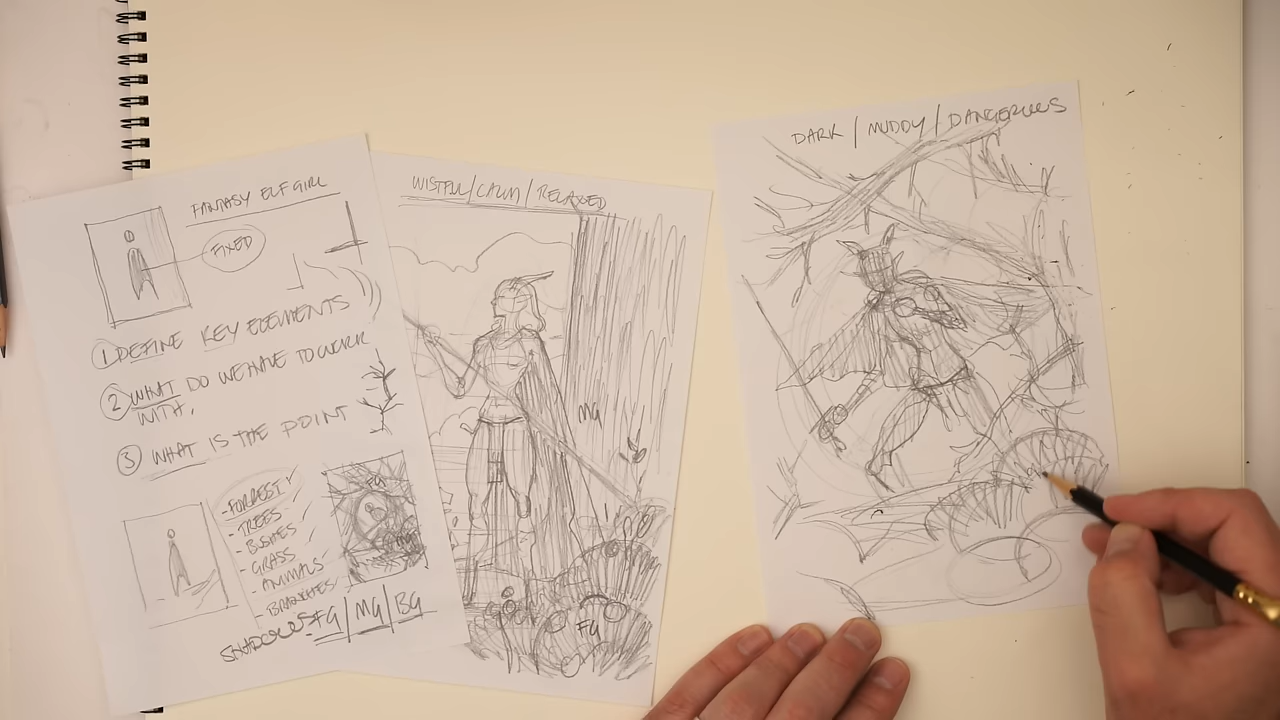 FANTASY ELF GIRL
FIXED
① DEFINE KEY ELEMENTS
② WHAT DO WE HAVE TO WORK
WITH.
③ WHAT IS THE POINT
- FORREST
- TREES
- BUSHES
- GRASS
- ANIMALS
- BRANCHES
SHADOWS
FG | MG | BG
FG
WISTFUL / CALM / RELAXED
MG
FG
DARK / MUDDY / DANGEROUS